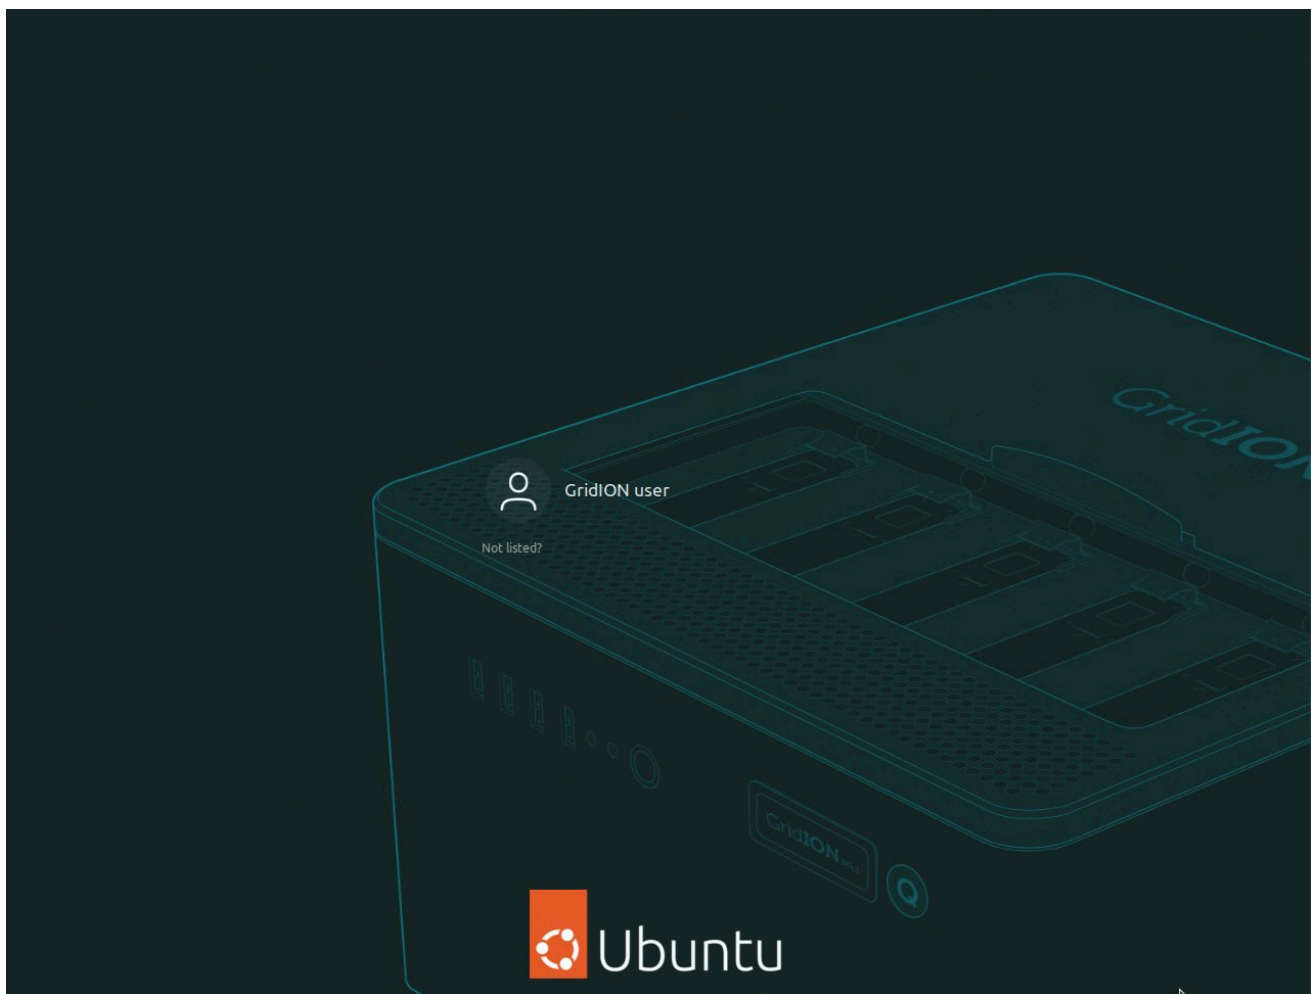 GridION
GridION user
Not listed?
GridION
Q
Ubuntu